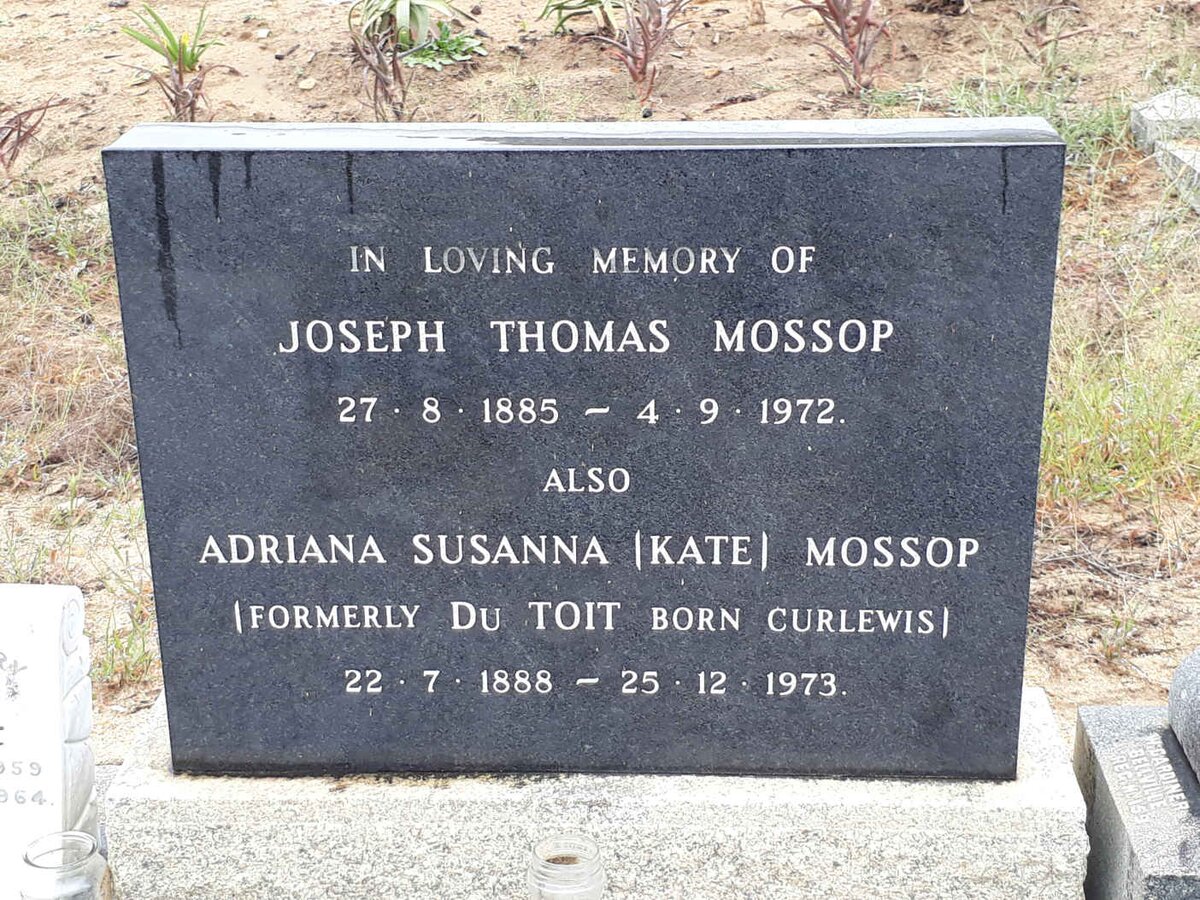 IN LOVING MEMORY OF
JOSEPH THOMAS MOSSOP
27 · 8 · 1885 – 4 · 9 · 1972.
ALSO
ADRIANA SUSANNA (KATE) MOSSOP
(FORMERLY DU TOIT BORN CURLEWIS)
22 · 7 · 1888 – 25 · 12 · 1973.